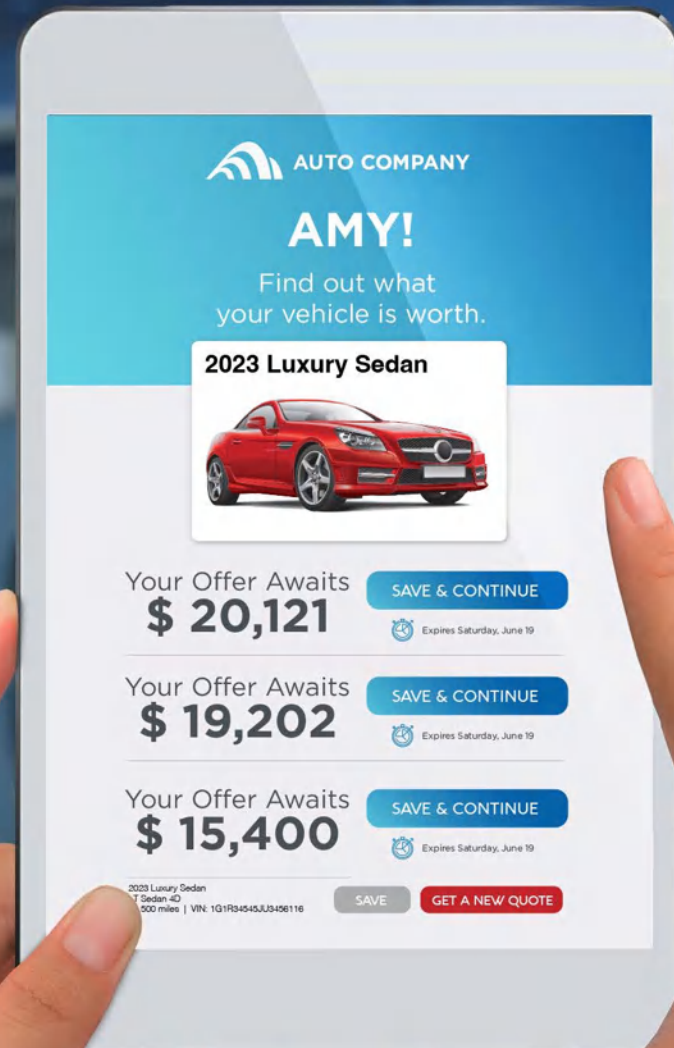 AUTO COMPANY
AMY!
Find out what
your vehicle is worth.
2023 Luxury Sedan
Your Offer Awaits
$ 20,121
SAVE & CONTINUE
Expires Saturday, June 19
Your Offer Awaits
$ 19,202
SAVE & CONTINUE
Expires Saturday, June 19
Your Offer Awaits
$ 15,400
SAVE & CONTINUE
Expires Saturday, June 19
2023 Luxury Sedan
Sedan 4D
miles | VIN: 1G1R34545JU3456116
SAVE
GET A NEW QUOTE